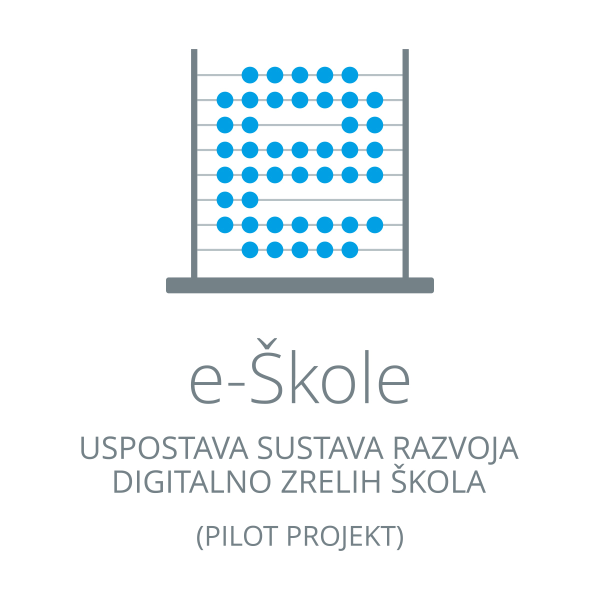 e-Škole
USPOSTAVA SUSTAVA RAZVOJA
DIGITALNO ZRELIH ŠKOLA
(PILOT PROJEKT)